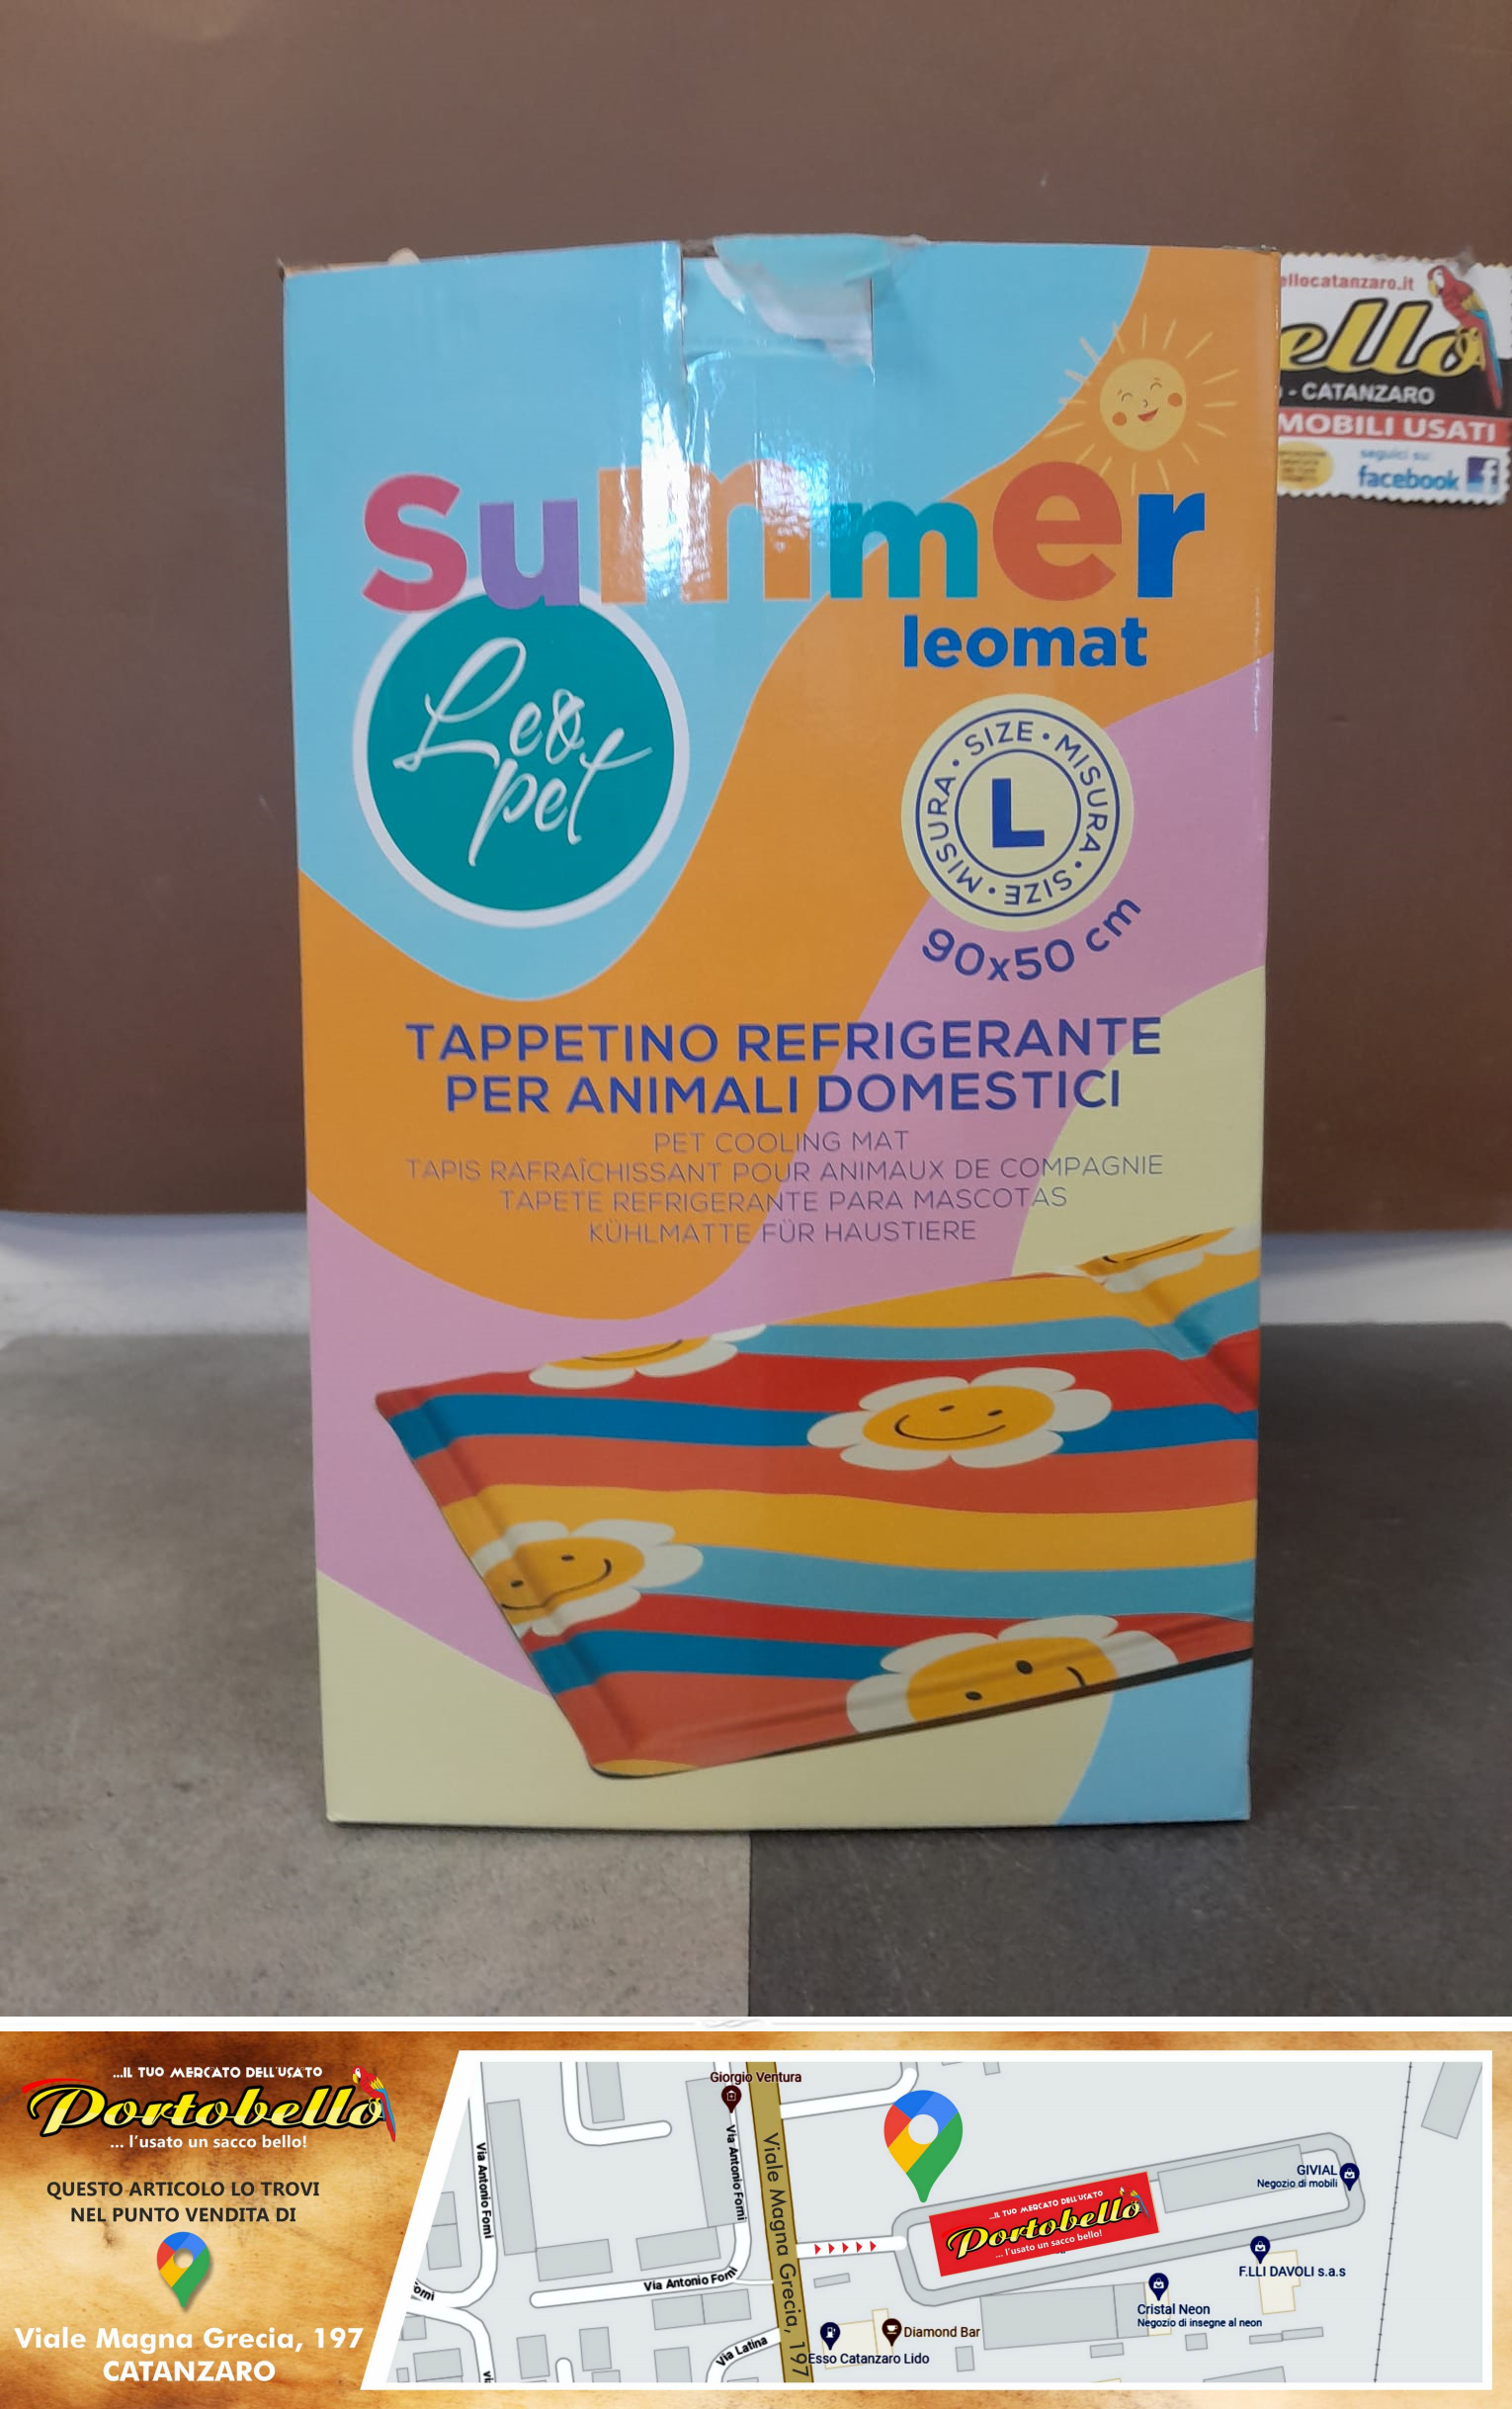 ellocatanzaro.it
ello
- CATANZARO
MOBILI USATI
seguici su:
facebook
summer
leomat
Leo
pet
SIZE • MISURA • SIZE • MISURA •
L
90x50 cm
TAPPETINO REFRIGERANTE
PER ANIMALI DOMESTICI
PET COOLING MAT
TAPIS RAFRAÎCHISSANT POUR ANIMAUX DE COMPAGNIE
TAPETE REFRIGERANTE PARA MASCOTAS
KÜHLMATTE FÜR HAUSTIERE
...IL TUO MERCATO DELL'USATO
Portobello
... l'usato un sacco bello!
QUESTO ARTICOLO LO TROVI
NEL PUNTO VENDITA DI
Viale Magna Grecia, 197
CATANZARO
Giorgio Ventura
Via Antonio Forni
Via Antonio Forni
Viale Magna Grecia, 197
Via Antonio Forni
orni
Via Latina
...IL TUO MERCATO DELL'USATO
Portobello
... l'usato un sacco bello!
GIVIAL
Negozio di mobili
F.LLI DAVOLI s.a.s
Cristal Neon
Negozio di insegne al neon
Diamond Bar
Esso Catanzaro Lido